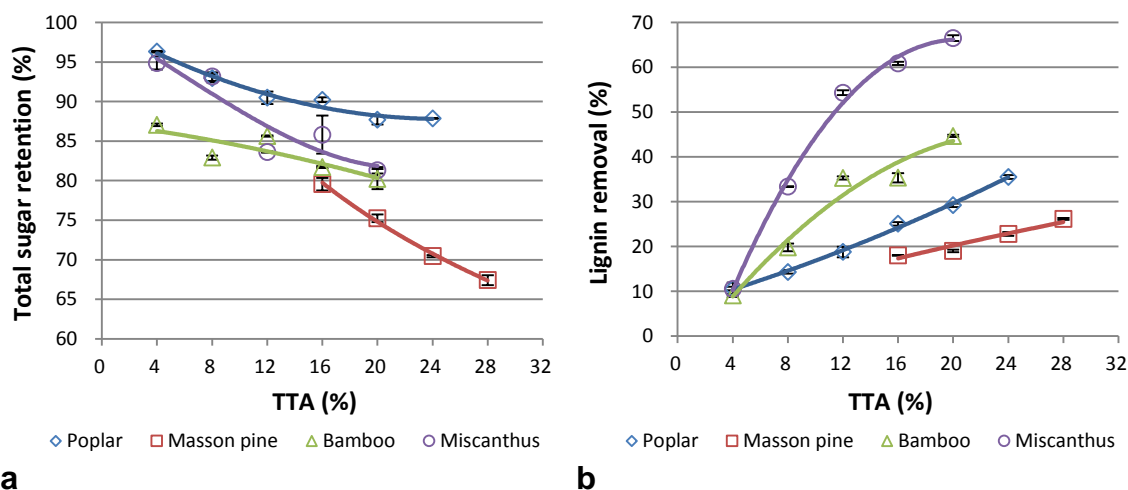 Total sugar retention (%)
100
95
90
85
80
75
70
65
60
0 4 8 12 16 20 24 28 32
TTA (%)
Poplar Masson pine Bamboo Miscanthus
a
Lignin removal (%)
70
60
50
40
30
20
10
0
0 4 8 12 16 20 24 28 32
TTA (%)
Poplar Masson pine Bamboo Miscanthus
b